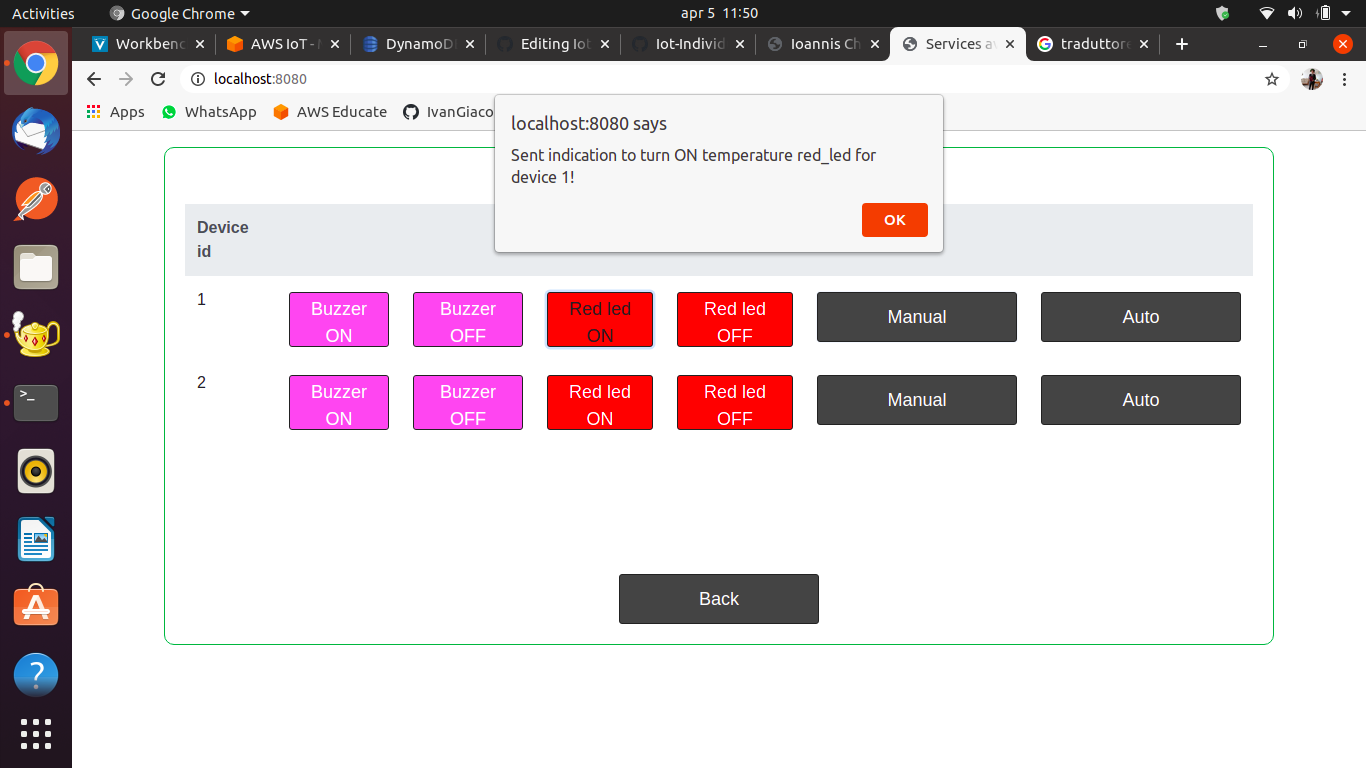 Activities
Google Chrome
apr 5 11:50
Workbenc
AWS IoT - 
DynamoD
Editing Iot
Iot-Individ
Ioannis Ch
Services av
traduttore
localhost:8080
Apps
WhatsApp
AWS Educate
IvanGiaco
localhost:8080 says
Sent indication to turn ON temperature red_led for
device 1!
OK
Device
id
1
Buzzer
ON
Buzzer
OFF
Red led
ON
Red led
OFF
Manual
Auto
2
Buzzer
ON
Buzzer
OFF
Red led
ON
Red led
OFF
Manual
Auto
Back